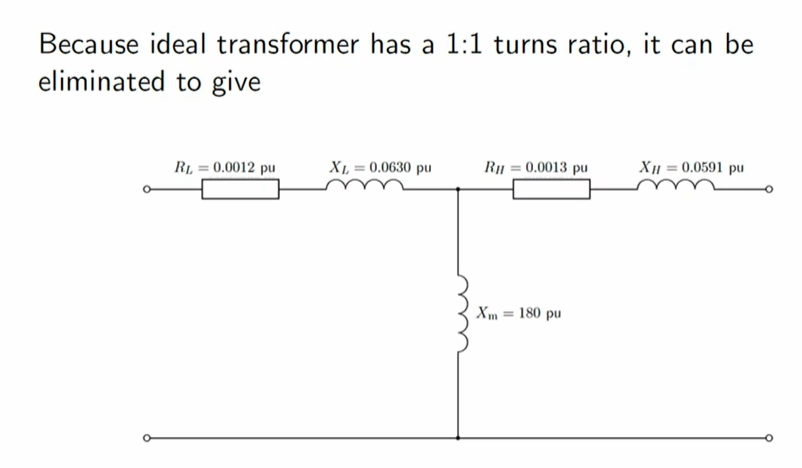 Because ideal transformer has a 1:1 turns ratio, it can be
eliminated to give
R_L = 0.0012 pu
X_L = 0.0630 pu
R_H = 0.0013 pu
X_H = 0.0591 pu
X_m = 180 pu